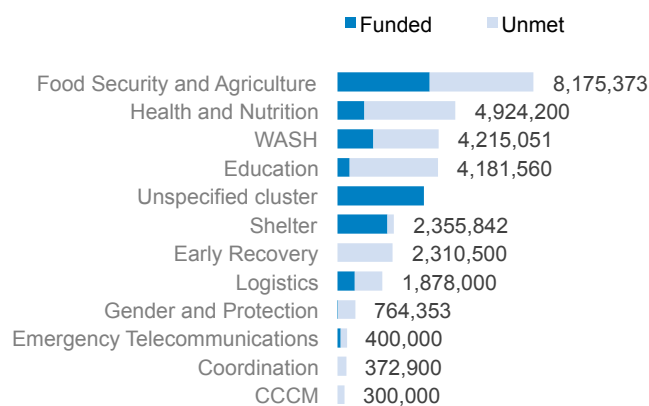 Funded Unmet
Food Security and Agriculture 8,175,373
Health and Nutrition 4,924,200
WASH 4,215,051
Education 4,181,560
Unspecified cluster
Shelter 2,355,842
Early Recovery 2,310,500
Logistics 1,878,000
Gender and Protection 764,353
Emergency Telecommunications 400,000
Coordination 372,900
CCCM 300,000